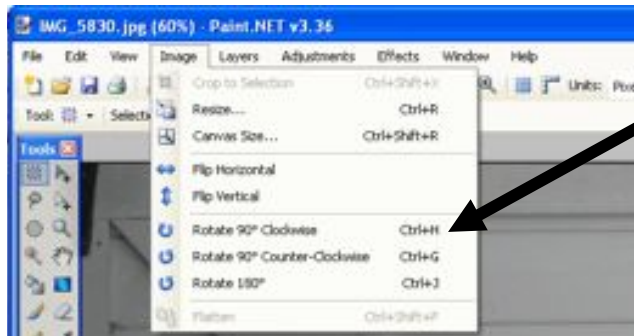 IMG_5830.jpg (60%) - Paint.NET v3.36
File Edit View Image Layers Adjustments Effects Window Help
Crop to Selection Ctrl+Shift+X
Units:
Resize... Ctrl+R
Tool:
Canvas Size... Ctrl+Shift+R
Tools
Flip Horizontal
Flip Vertical
Rotate 90° Clockwise Ctrl+H
Rotate 90° Counter-Clockwise Ctrl+G
Rotate 180° Ctrl+J
Flatten Ctrl+Shift+F